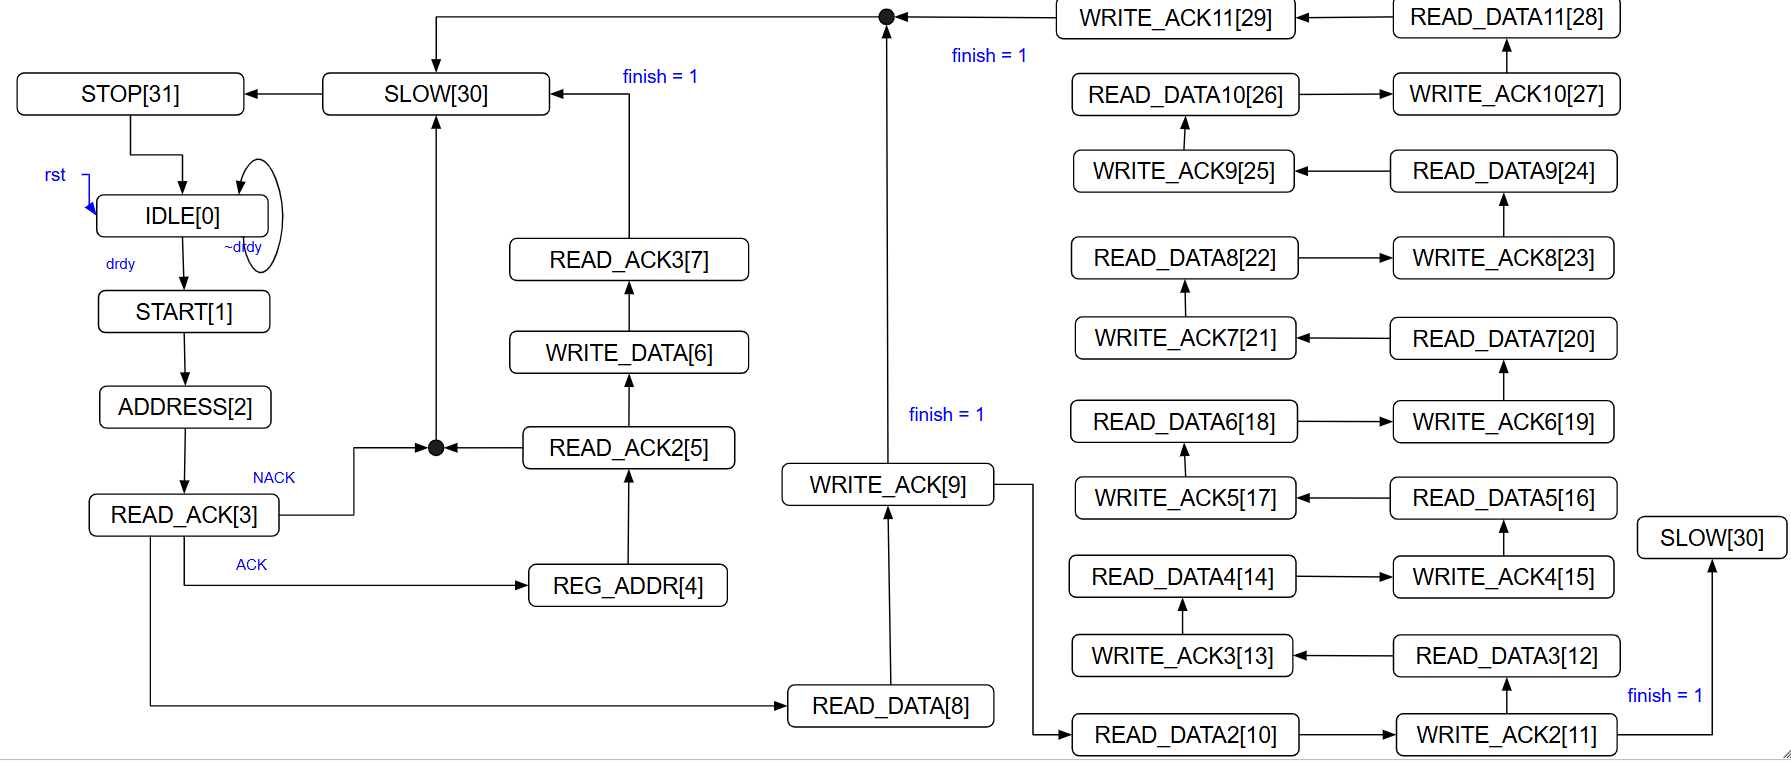 WRITE_ACK11[29]
READ_DATA11[28]
finish = 1
finish = 1
STOP[31]
SLOW[30]
READ_DATA10[26]
WRITE_ACK10[27]
rst
WRITE_ACK9[25]
READ_DATA9[24]
IDLE[0]
~drdy
drdy
READ_ACK3[7]
READ_DATA8[22]
WRITE_ACK8[23]
START[1]
WRITE_DATA[6]
WRITE_ACK7[21]
READ_DATA7[20]
ADDRESS[2]
finish = 1
READ_DATA6[18]
WRITE_ACK6[19]
READ_ACK2[5]
NACK
WRITE_ACK[9]
WRITE_ACK5[17]
READ_DATA5[16]
READ_ACK[3]
SLOW[30]
ACK
REG_ADDR[4]
READ_DATA4[14]
WRITE_ACK4[15]
WRITE_ACK3[13]
READ_DATA3[12]
finish = 1
READ_DATA[8]
READ_DATA2[10]
WRITE_ACK2[11]